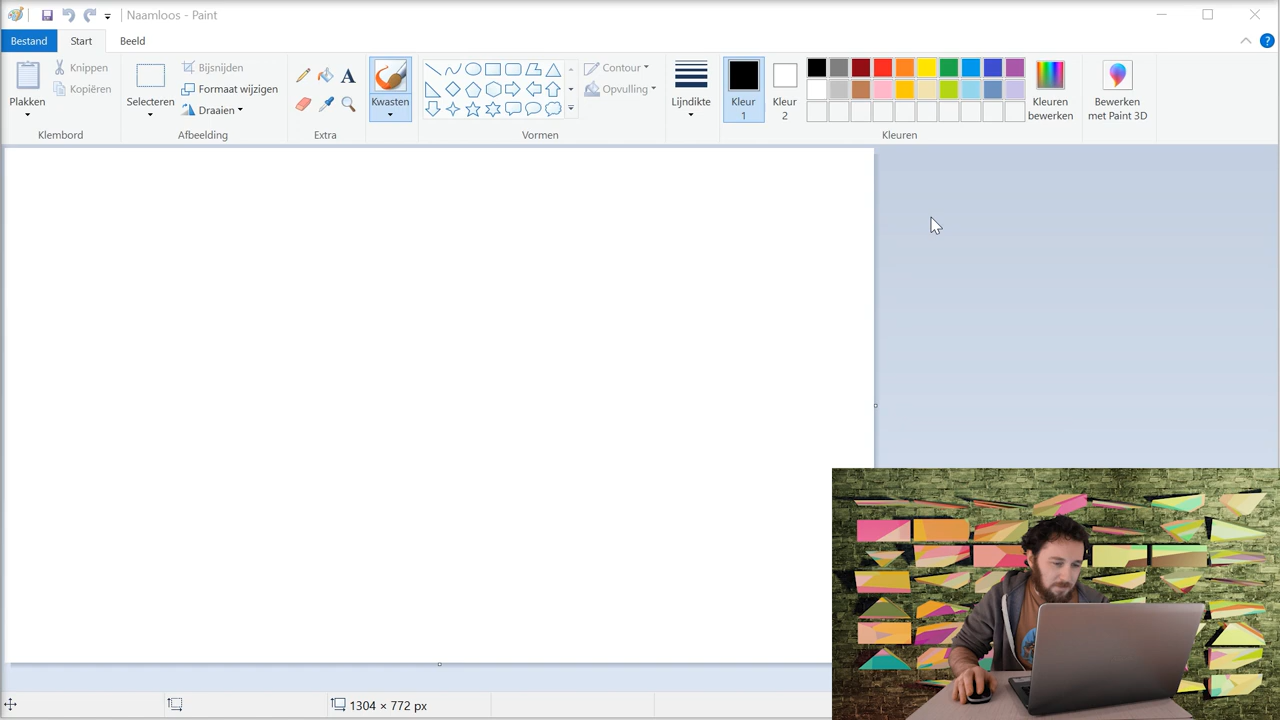 Naamloos - Paint
Bestand Start Beeld
Plakken
Knippen
Kopiëren
Klembord
Selecteren
Bijsnijden
Formaat wijzigen
Draaien
Afbeelding
A
Extra
Kwasten
Vormen
Contour
Opvulling
Lijndikte
Kleur
1
Kleur
2
Kleuren
Kleuren
bewerken
Bewerken
met Paint 3D
?
1304 × 772 px